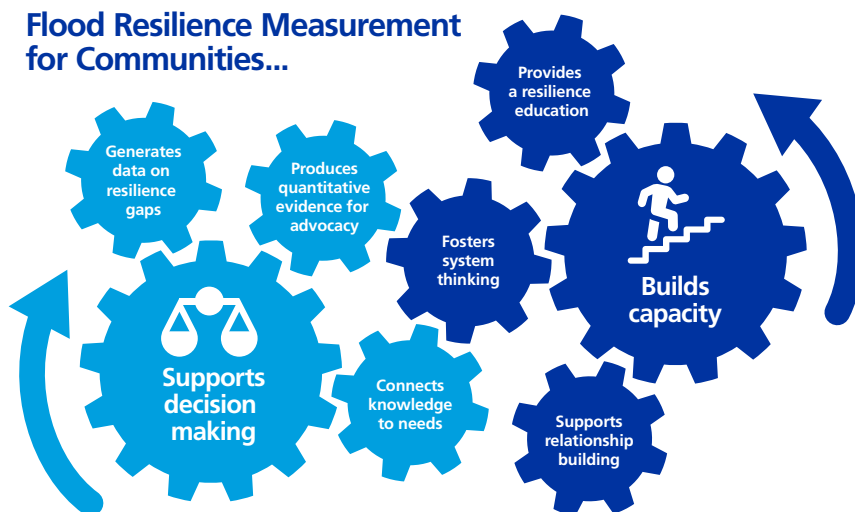 Flood Resilience Measurement
for Communities...
Generates
data on
resilience
gaps
Produces
quantitative
evidence for
advocacy
Supports
decision
making
Connects
knowledge
to needs
Provides
a resilience
education
Fosters
system
thinking
Builds
capacity
Supports
relationship
building